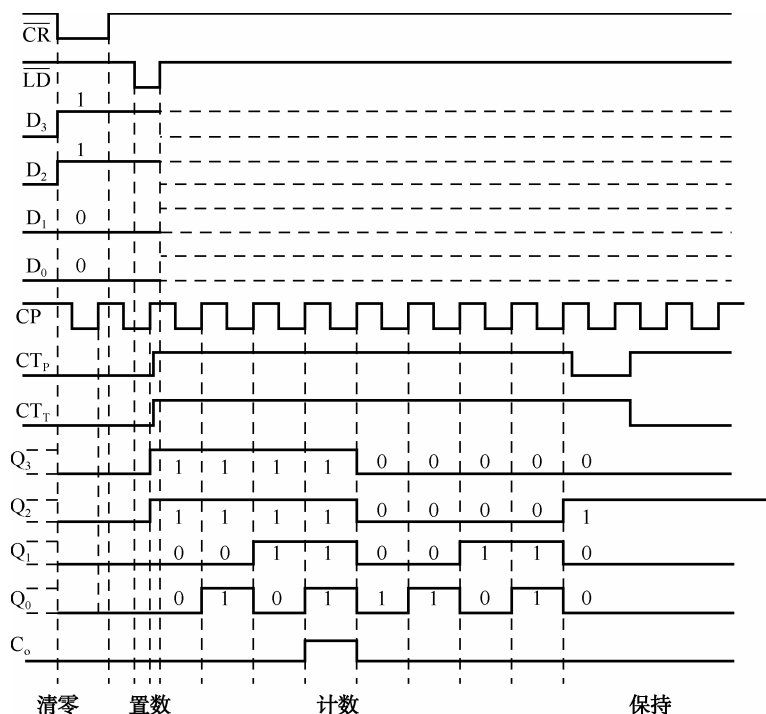 CR
LD
1
D₃
1
D₂
D₁ 0
D₀ 0
CP
CTₚ
CT_T
Q₃ 1 1 1 1 0 0 0 0 0
Q₂ 1 1 1 1 0 0 0 0 1
Q₁ 0 0 1 1 0 0 1 1 0
Q₀ 0 1 0 1 1 1 0 1 0
Cₒ
清零 置数 计数 保持